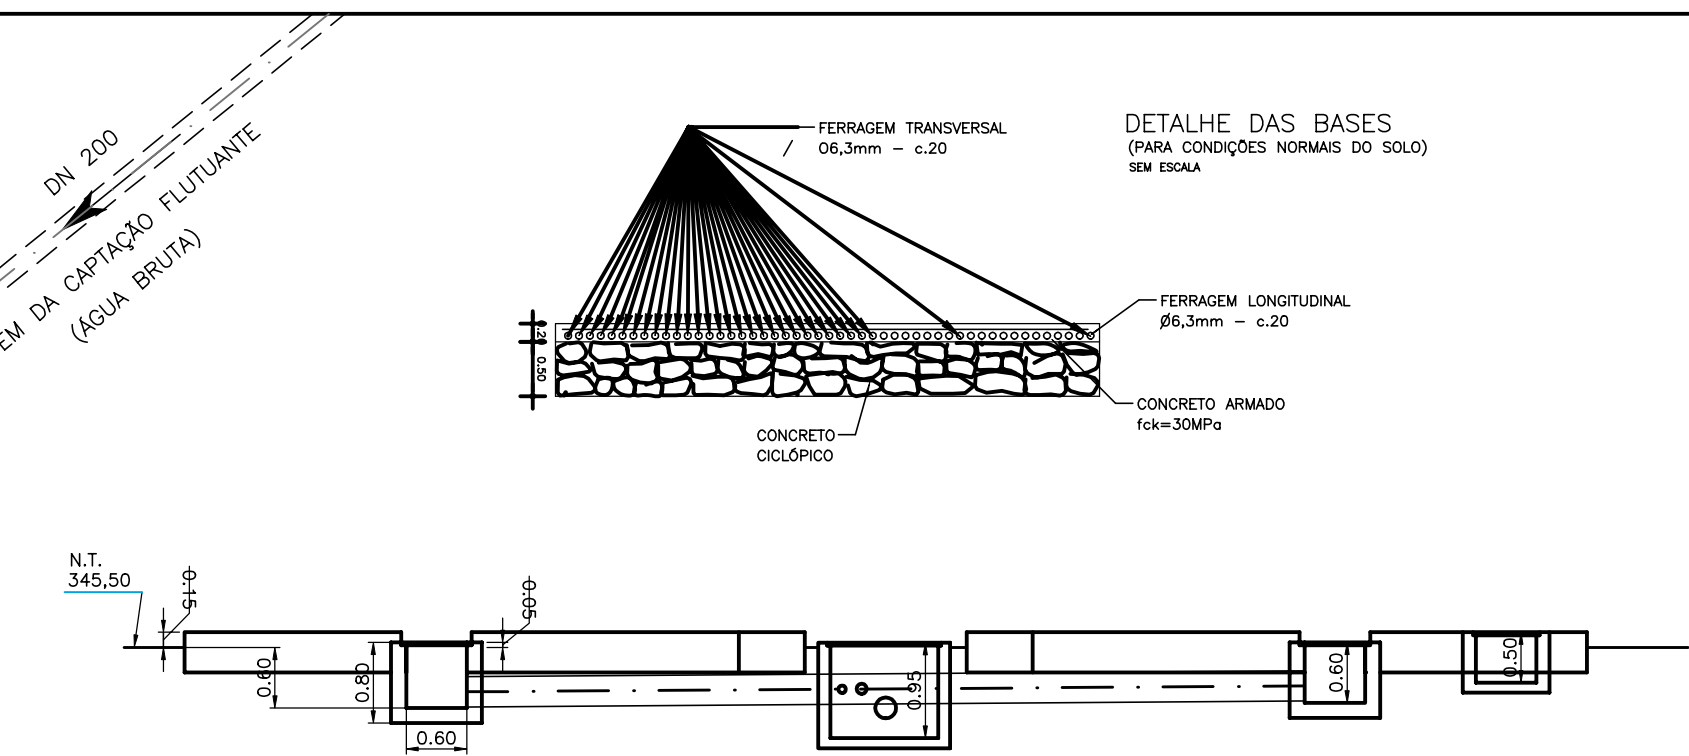 DN 200
EM DA CAPTAÇÃO FLUTUANTE
(ÁGUA BRUTA)
FERRAGEM TRANSVERSAL
Ø6,3mm - c.20
DETALHE DAS BASES
(PARA CONDIÇÕES NORMAIS DO SOLO)
SEM ESCALA
FERRAGEM LONGITUDINAL
Ø6,3mm - c.20
0.20
0.50
CONCRETO ARMADO
fck=30MPa
CONCRETO
CICLÓPICO
N.T.
345,50
0.15
0.05
0.60
0.80
0.60
0.95
0.60
0.50